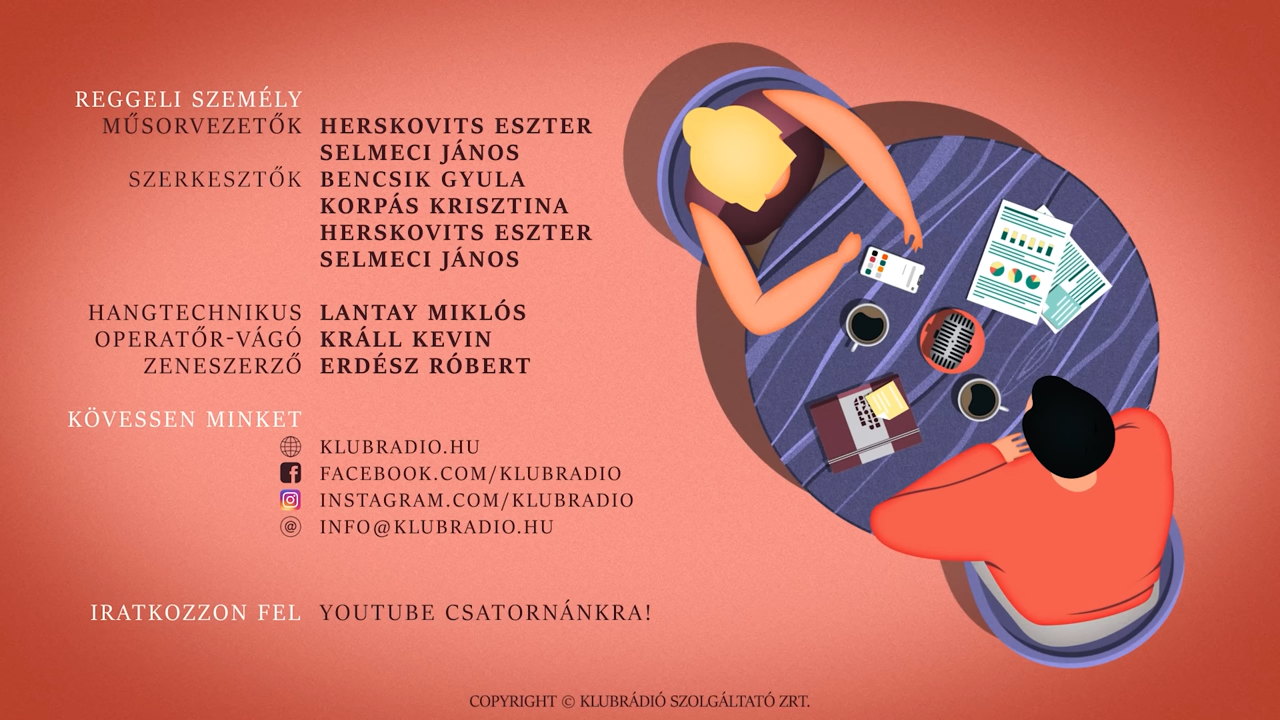 REGGELI SZEMÉLY
MŰSORVEZETŐK HERSKOVITS ESZTER
SELMECI JÁNOS
SZERKESZTŐK BENCSIK GYULA
KORPÁS KRISZTINA
HERSKOVITS ESZTER
SELMECI JÁNOS
HANGTECHNIKUS LANTAY MIKLÓS
OPERATŐR-VÁGÓ KRÁLL KEVIN
ZENESZERZŐ ERDÉSZ RÓBERT
KÖVESSEN MINKET
KLUBRADIO.HU
FACEBOOK.COM/KLUBRADIO
INSTAGRAM.COM/KLUBRADIO
INFO@KLUBRADIO.HU
IRATKOZZON FEL YOUTUBE CSATORNÁNKRA!
COPYRIGHT © KLUBRÁDIÓ SZOLGÁLTATÓ ZRT.